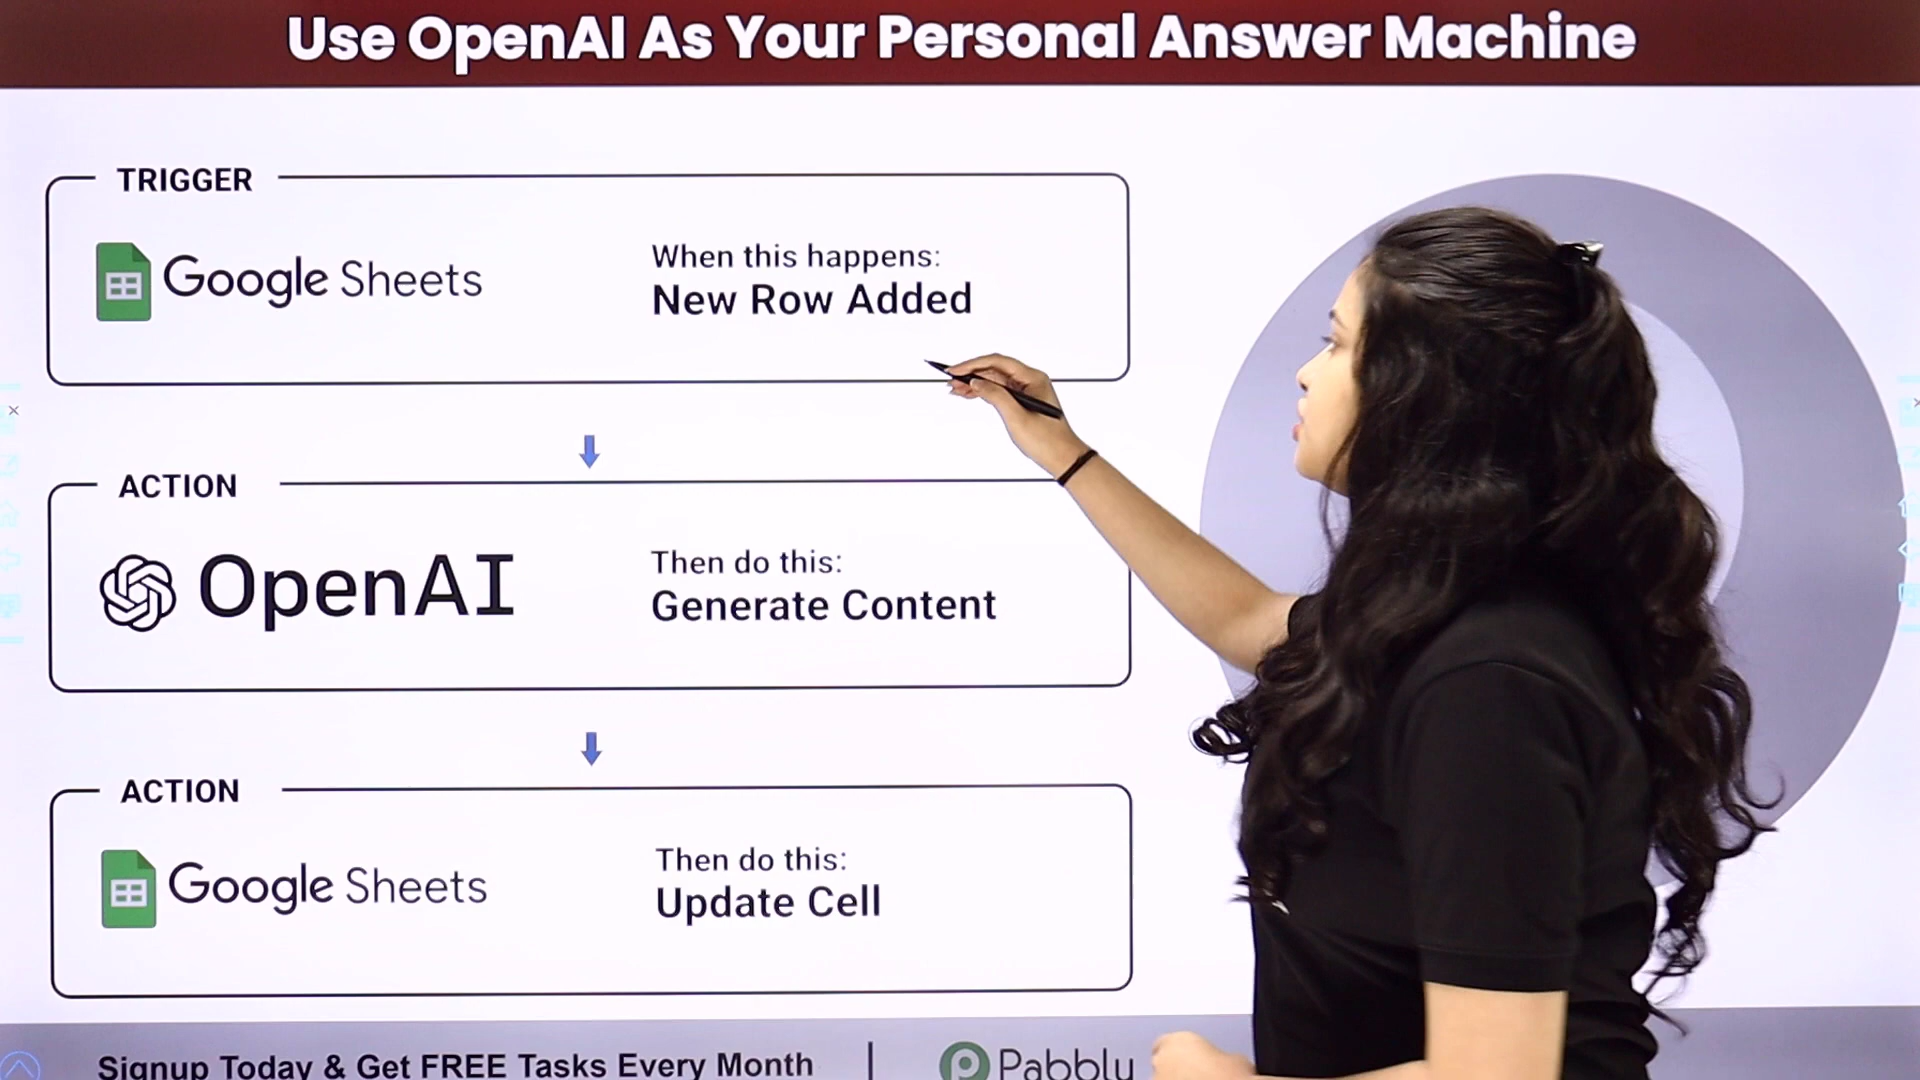 Use OpenAI As Your Personal Answer Machine
TRIGGER
Google Sheets
When this happens:
New Row Added
ACTION
OpenAI
Then do this:
Generate Content
ACTION
Google Sheets
Then do this:
Update Cell
Signup Today & Get FREE Tasks Every Month | Pabbly